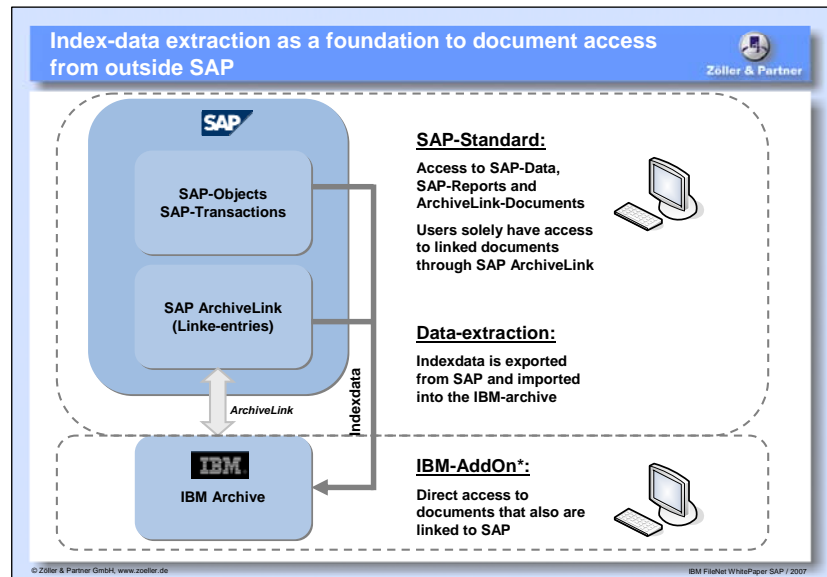 Index-data extraction as a foundation to document access
from outside SAP
Zöller & Partner
SAP
SAP-Objects
SAP-Transactions
SAP ArchiveLink
(Linke-entries)
ArchiveLink
Indexdata
IBM
IBM Archive
SAP-Standard:
Access to SAP-Data,
SAP-Reports and
ArchiveLink-Documents
Users solely have access
to linked documents
through SAP ArchiveLink
Data-extraction:
Indexdata is exported
from SAP and imported
into the IBM-archive
IBM-AddOn*:
Direct access to
documents that also are
linked to SAP
© Zöller & Partner GmbH, www.zoeller.de
IBM FileNet WhitePaper SAP / 2007